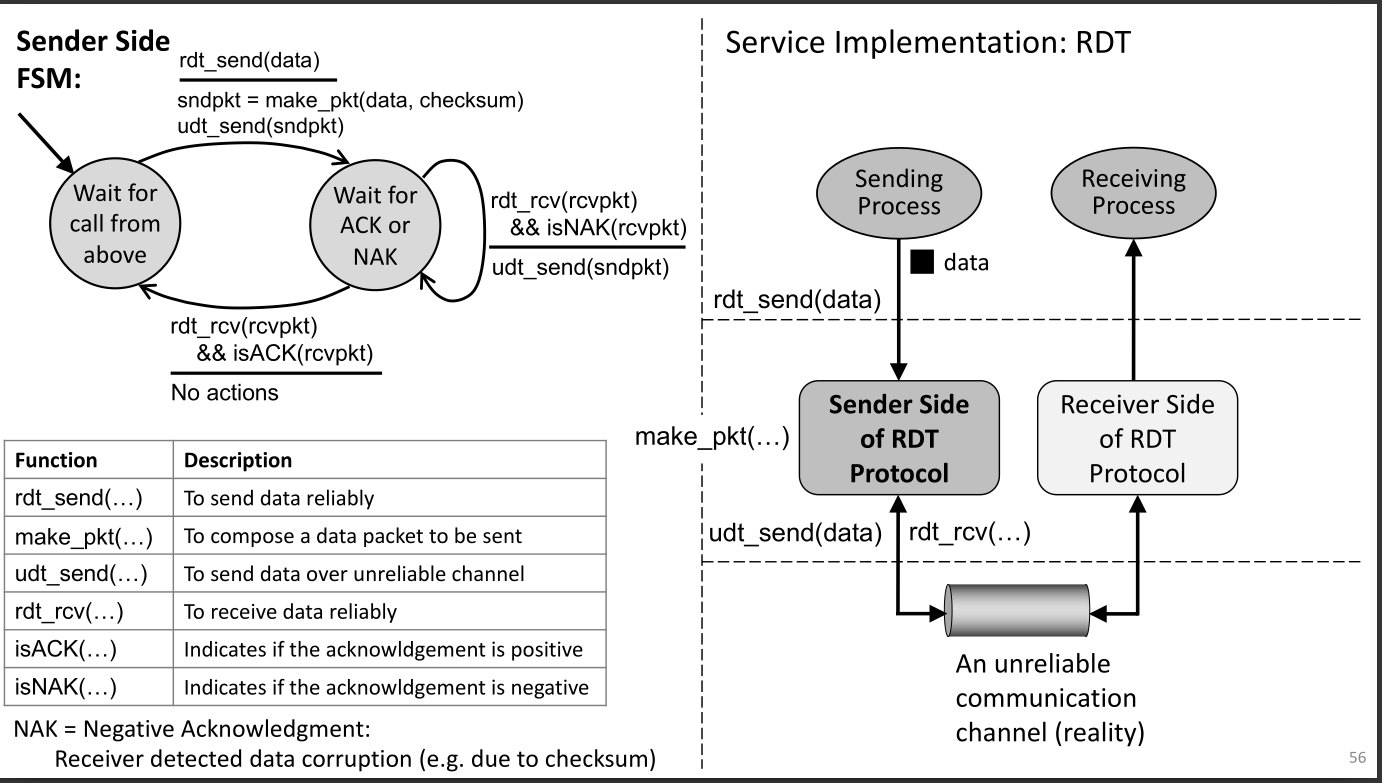 Sender Side
FSM:
rdt_send(data)
sndpkt = make_pkt(data, checksum)
udt_send(sndpkt)
Wait for
call from
above
Wait for
ACK or
NAK
rdt_rcv(rcvpkt)
&& isNAK(rcvpkt)
udt_send(sndpkt)
rdt_rcv(rcvpkt)
&& isACK(rcvpkt)
No actions
Function Description
rdt_send(…) To send data reliably
make_pkt(…) To compose a data packet to be sent
udt_send(…) To send data over unreliable channel
rdt_rcv(…) To receive data reliably
isACK(…) Indicates if the acknowldgement is positive
isNAK(…) Indicates if the acknowldgement is negative
NAK = Negative Acknowledgment:
Receiver detected data corruption (e.g. due to checksum)
Service Implementation: RDT
Sending
Process
Receiving
Process
data
rdt_send(data)
Sender Side
of RDT
Protocol
Receiver Side
of RDT
Protocol
make_pkt(…)
udt_send(data)
rdt_rcv(…)
An unreliable
communication
channel (reality)
56